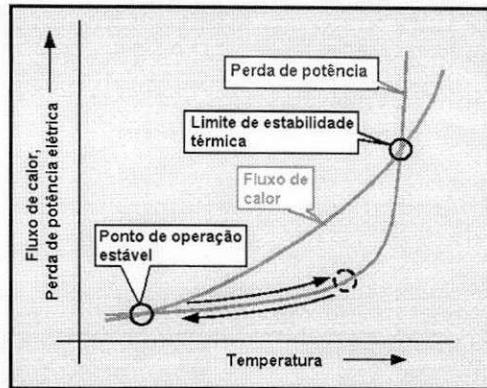 Fluxo de calor,
Perda de potência elétrica
Perda de potência
Limite de estabilidade
térmica
Fluxo de
calor
Ponto de operação
estável
Temperatura